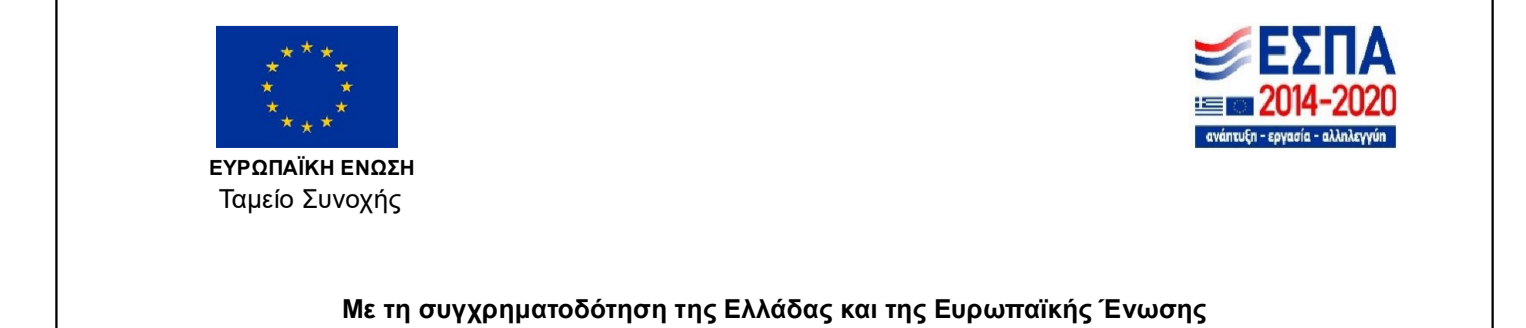 ΕΣΠΑ
2014-2020
ανάπτυξη - εργασία - αλληλεγγύη
ΕΥΡΩΠΑΪΚΗ ΕΝΩΣΗ
Ταμείο Συνοχής
Με τη συγχρηματοδότηση της Ελλάδας και της Ευρωπαϊκής Ένωσης